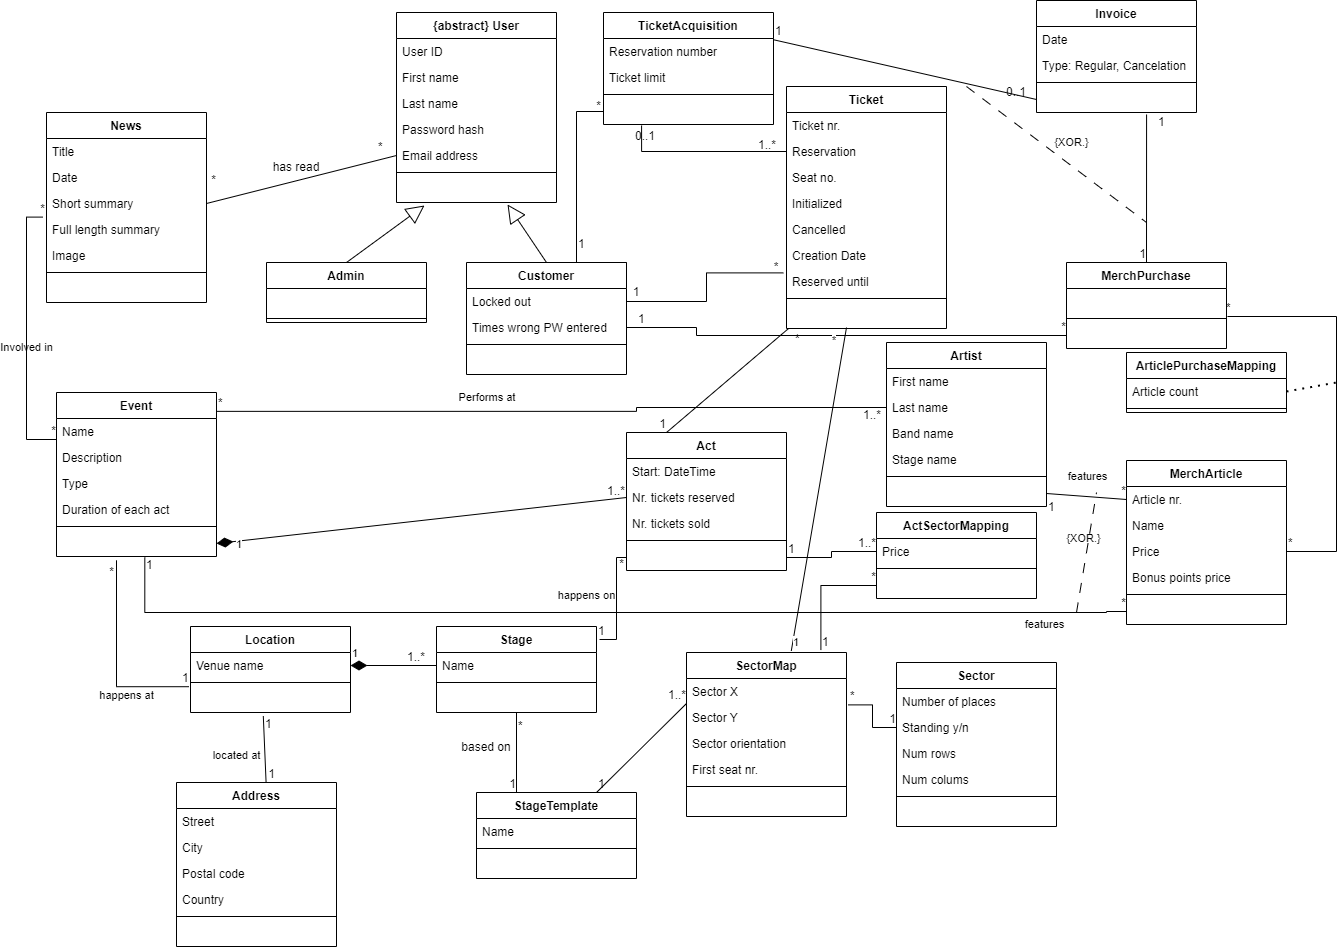 {abstract} User
User ID
First name
Last name
Password hash
Email address
TicketAcquisition
Reservation number
Ticket limit
Invoice
Date
Type: Regular, Cancelation
1
0..1
{XOR.}
1
1
Ticket
Ticket nr.
Reservation
Seat no.
Initialized
Cancelled
Creation Date
Reserved until
0..1
1..*
*
1
News
Title
Date
Short summary
Full length summary
Image
has read
*
*
*
Involved in
*
Admin
Customer
Locked out
Times wrong PW entered
1
*
1
*
MerchPurchase
*
ArticlePurchaseMapping
Article count
Artist
First name
Last name
Band name
Stage name
Event
Name
Description
Type
Duration of each act
*
Performs at
1..*
*
1
*
Act
Start: DateTime
Nr. tickets reserved
Nr. tickets sold
1..*
1
MerchArticle
Article nr.
Name
Price
Bonus points price
features
1
*
{XOR.}
*
*
features
ActSectorMapping
Price
1
1..*
*
1
1
*
1
happens on
*
1
1
Location
Venue name
happens at
1
*
1
1..*
Stage
Name
located at
1
1
Address
Street
City
Postal code
Country
based on
*
1
StageTemplate
Name
1
1..*
SectorMap
Sector X
Sector Y
Sector orientation
First seat nr.
*
1
Sector
Number of places
Standing y/n
Num rows
Num colums